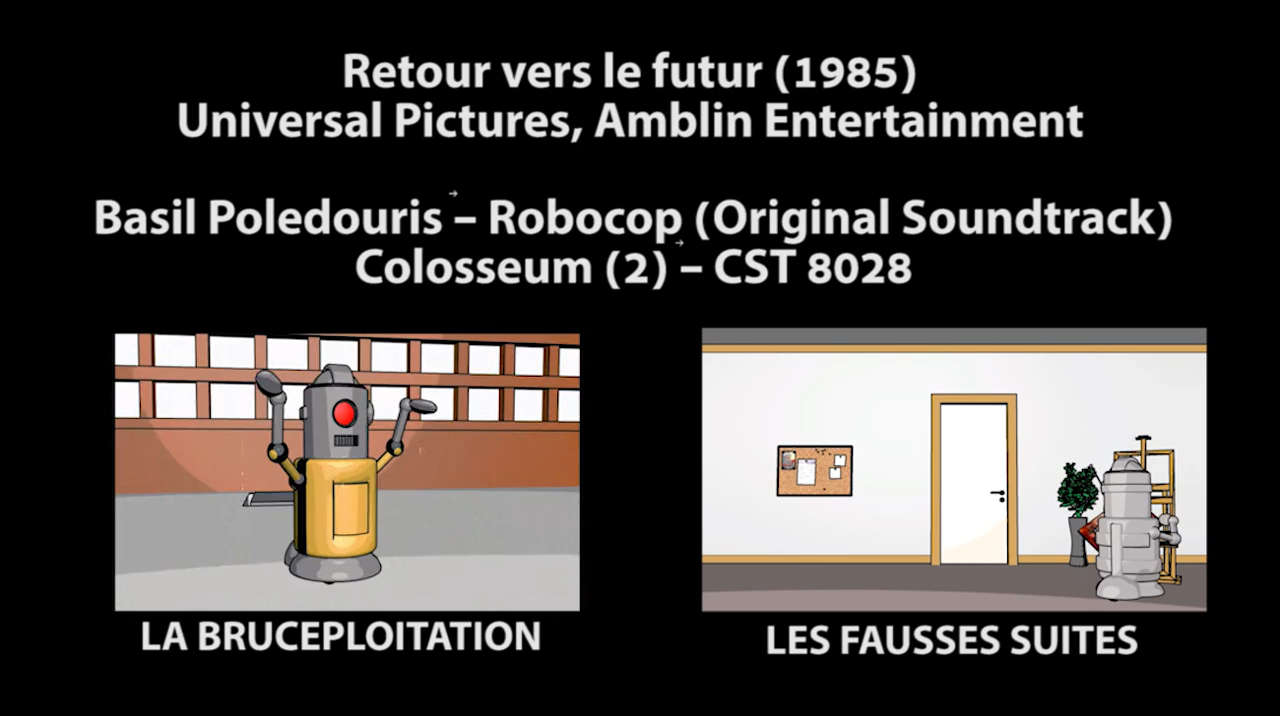 Retour vers le futur (1985)
Universal Pictures, Amblin Entertainment
Basil Poledouris – Robocop (Original Soundtrack)
Colosseum (2) – CST 8028
LA BRUCEPLOITATION
LES FAUSSES SUITES